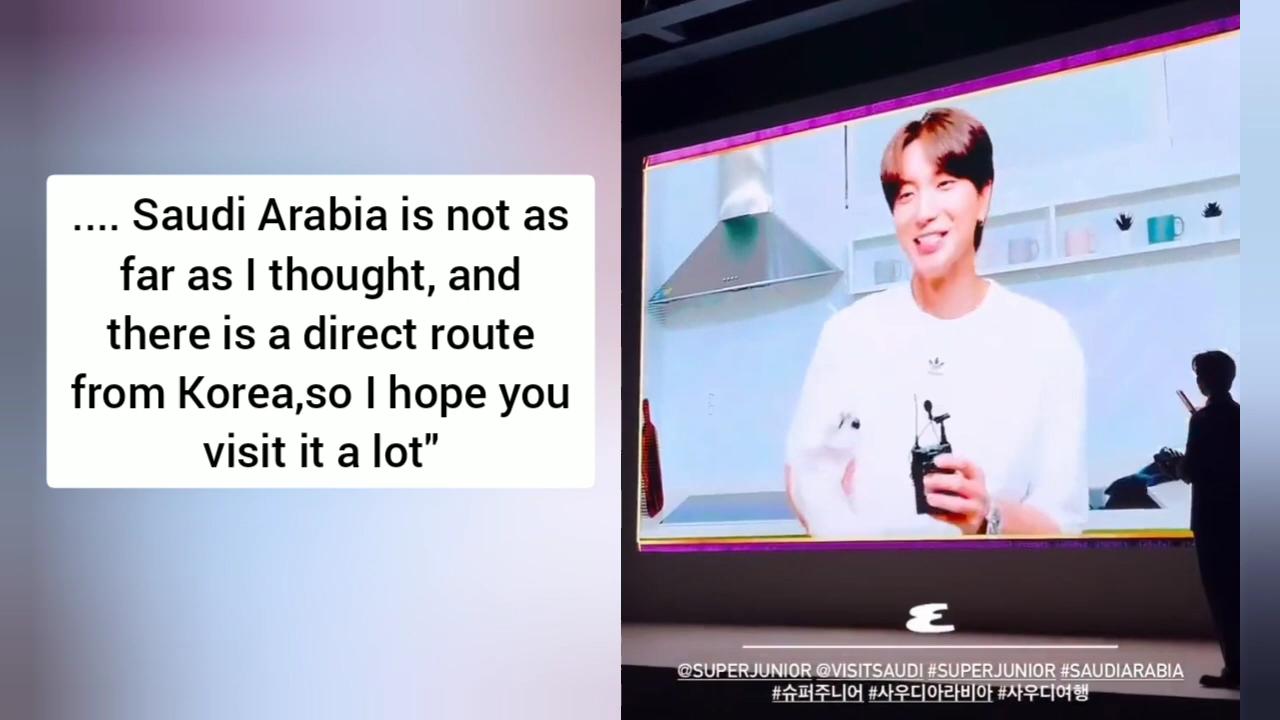 .... Saudi Arabia is not as
far as I thought, and
there is a direct route
from Korea,so I hope you
visit it a lot"
@SUPERJUNIOR @VISITSAUDI #SUPERJUNIOR #SAUDIARABIA
#슈퍼주니어 #사우디아라비아 #사우디여행